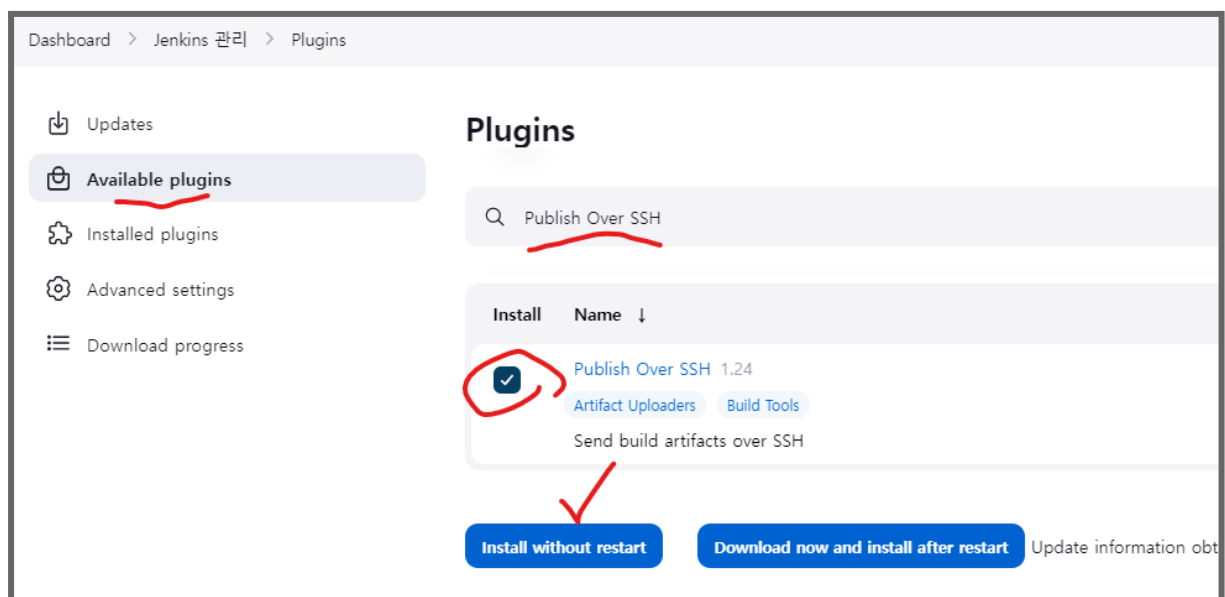 Dashboard > Jenkins 관리 > Plugins
Updates
Available plugins
Installed plugins
Advanced settings
Download progress
Plugins
Publish Over SSH
Install Name ↓
Publish Over SSH 1.24
Artifact Uploaders Build Tools
Send build artifacts over SSH
Install without restart Download now and install after restart Update information obt